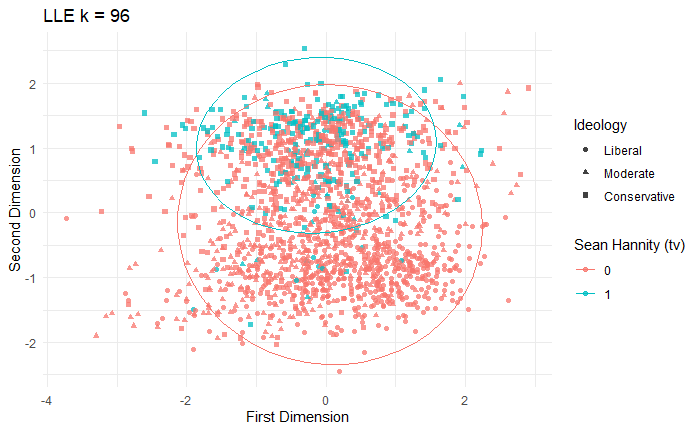 LLE k = 96
Second Dimension
2
1
0
-1
-2
-4
-2
0
2
First Dimension
Ideology
Liberal
Moderate
Conservative
Sean Hannity (tv)
0
1